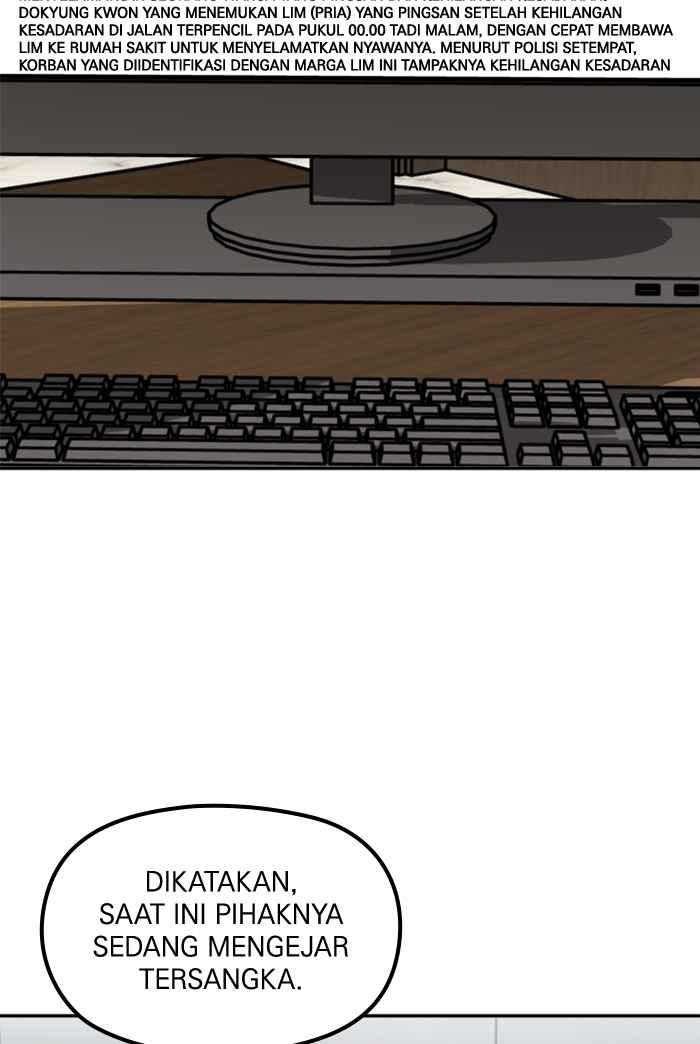 DOKYUNG KWON YANG MENEMUKAN LIM (PRIA) YANG PINGSAN SETELAH KEHILANGAN
KESADARAN DI JALAN TERPENCIL PADA PUKUL 00.00 TADI MALAM, DENGAN CEPAT MEMBAWA
LIM KE RUMAH SAKIT UNTUK MENYELAMATKAN NYAWANYA. MENURUT POLISI SETEMPAT,
KORBAN YANG DIIDENTIFIKASI DENGAN MARGA LIM INI TAMPAKNYA KEHILANGAN KESADARAN
DIKATAKAN,
SAAT INI PIHAKNYA
SEDANG MENGEJAR
TERSANGKA.